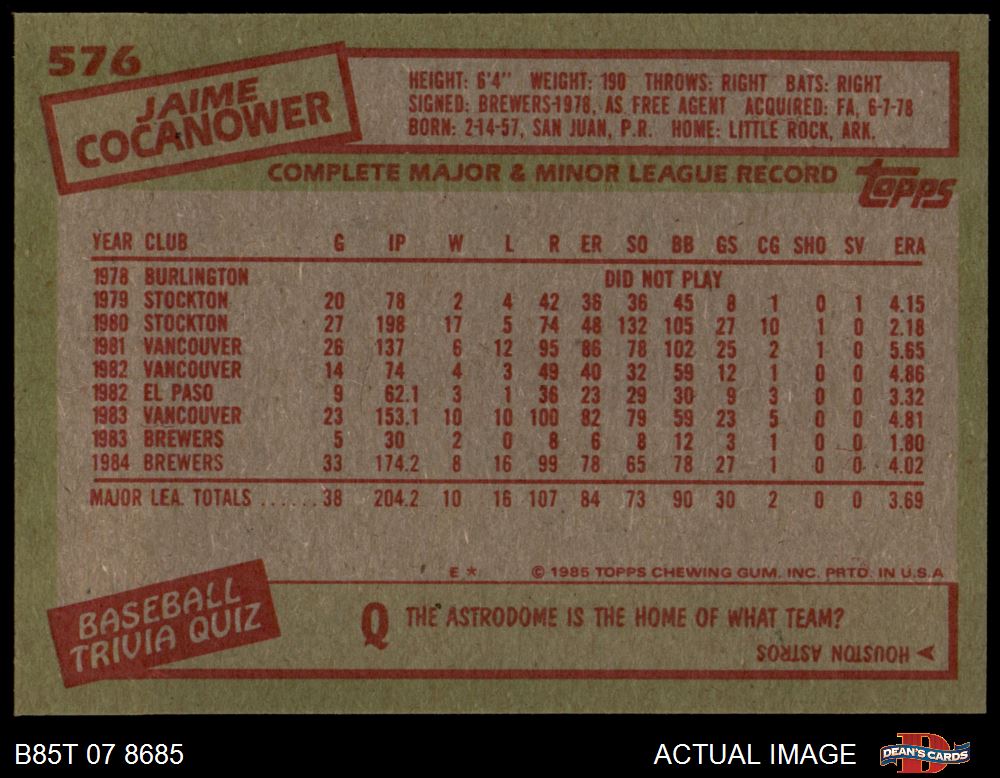 576
JAIME
COCANOWER
HEIGHT: 6'4" WEIGHT: 190 THROWS: RIGHT BATS: RIGHT
SIGNED: BREWERS-1978, AS FREE AGENT ACQUIRED: FA, 6-7-78
BORN: 2-14-57, SAN JUAN, P.R. HOME: LITTLE ROCK, ARK.
COMPLETE MAJOR & MINOR LEAGUE RECORD topps
YEAR CLUB G IP W L R ER SO BB GS CG SHO SV ERA
1978 BURLINGTON DID NOT PLAY
1979 STOCKTON 20 78 2 4 42 36 36 45 8 1 0 1 4.15
1980 STOCKTON 27 198 17 5 74 48 132 105 27 10 1 0 2.18
1981 VANCOUVER 26 137 6 12 95 86 78 102 25 2 1 0 5.65
1982 VANCOUVER 14 74 4 3 49 40 32 59 12 1 0 0 4.86
1982 EL PASO 9 62.1 3 1 36 23 29 30 9 3 0 0 3.32
1983 VANCOUVER 23 153.1 10 10 100 82 79 59 23 5 0 0 4.81
1983 BREWERS 5 30 2 0 8 6 8 12 3 1 0 0 1.80
1984 BREWERS 33 174.2 8 16 99 78 65 78 27 1 0 0 4.02
MAJOR LEA. TOTALS ...... 38 204.2 10 16 107 84 73 90 30 2 0 0 3.69
E * © 1985 TOPPS CHEWING GUM, INC. PRTD. IN U.S.A
BASEBALL
TRIVIA QUIZ
Q THE ASTRODOME IS THE HOME OF WHAT TEAM?
A HOUSTON ASTROS
B85T 07 8685 ACTUAL IMAGE DEAN'S CARDS